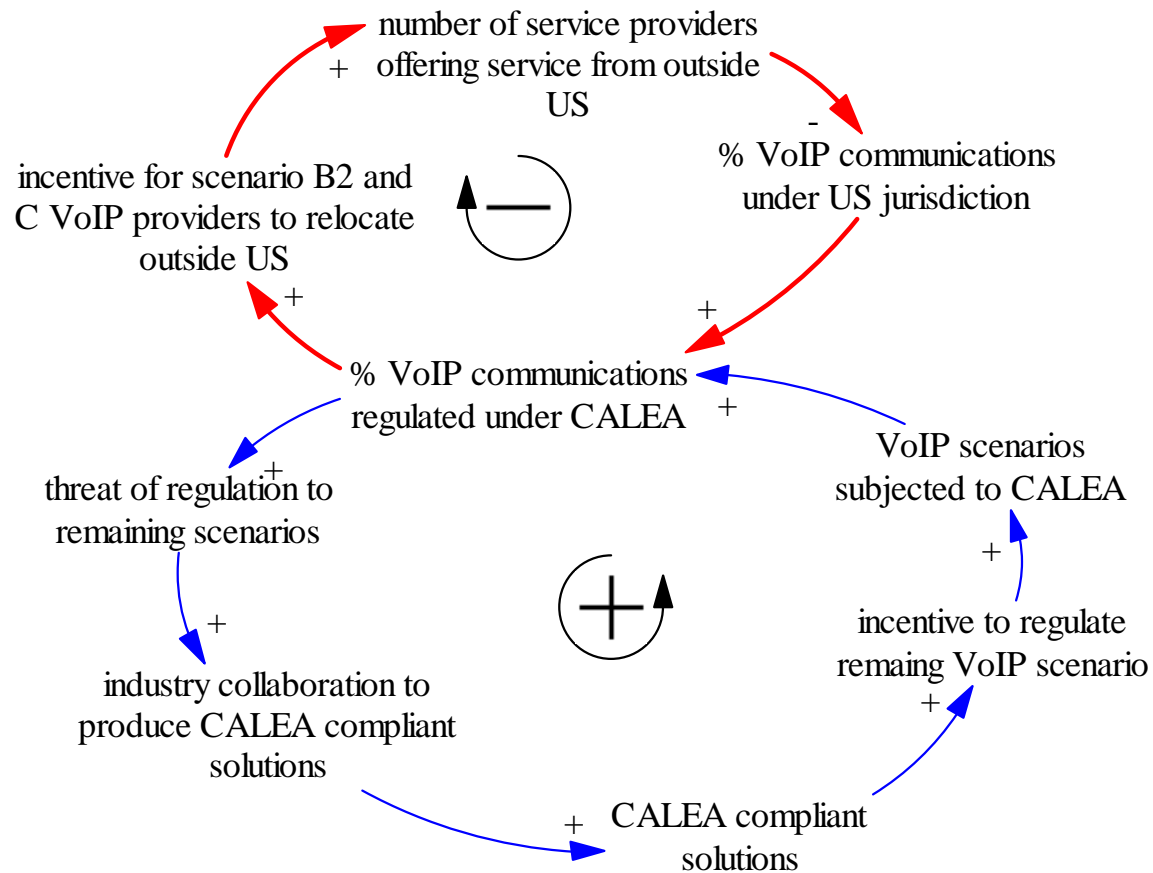 number of service providers
offering service from outside
US
+
-
% VoIP communications
under US jurisdiction
incentive for scenario B2 and
C VoIP providers to relocate
outside US
+
+
% VoIP communications
regulated under CALEA
+
+
VoIP scenarios
subjected to CALEA
threat of regulation to
remaining scenarios
+
+
incentive to regulate
remaing VoIP scenario
industry collaboration to
produce CALEA compliant
solutions
+
+
CALEA compliant
solutions